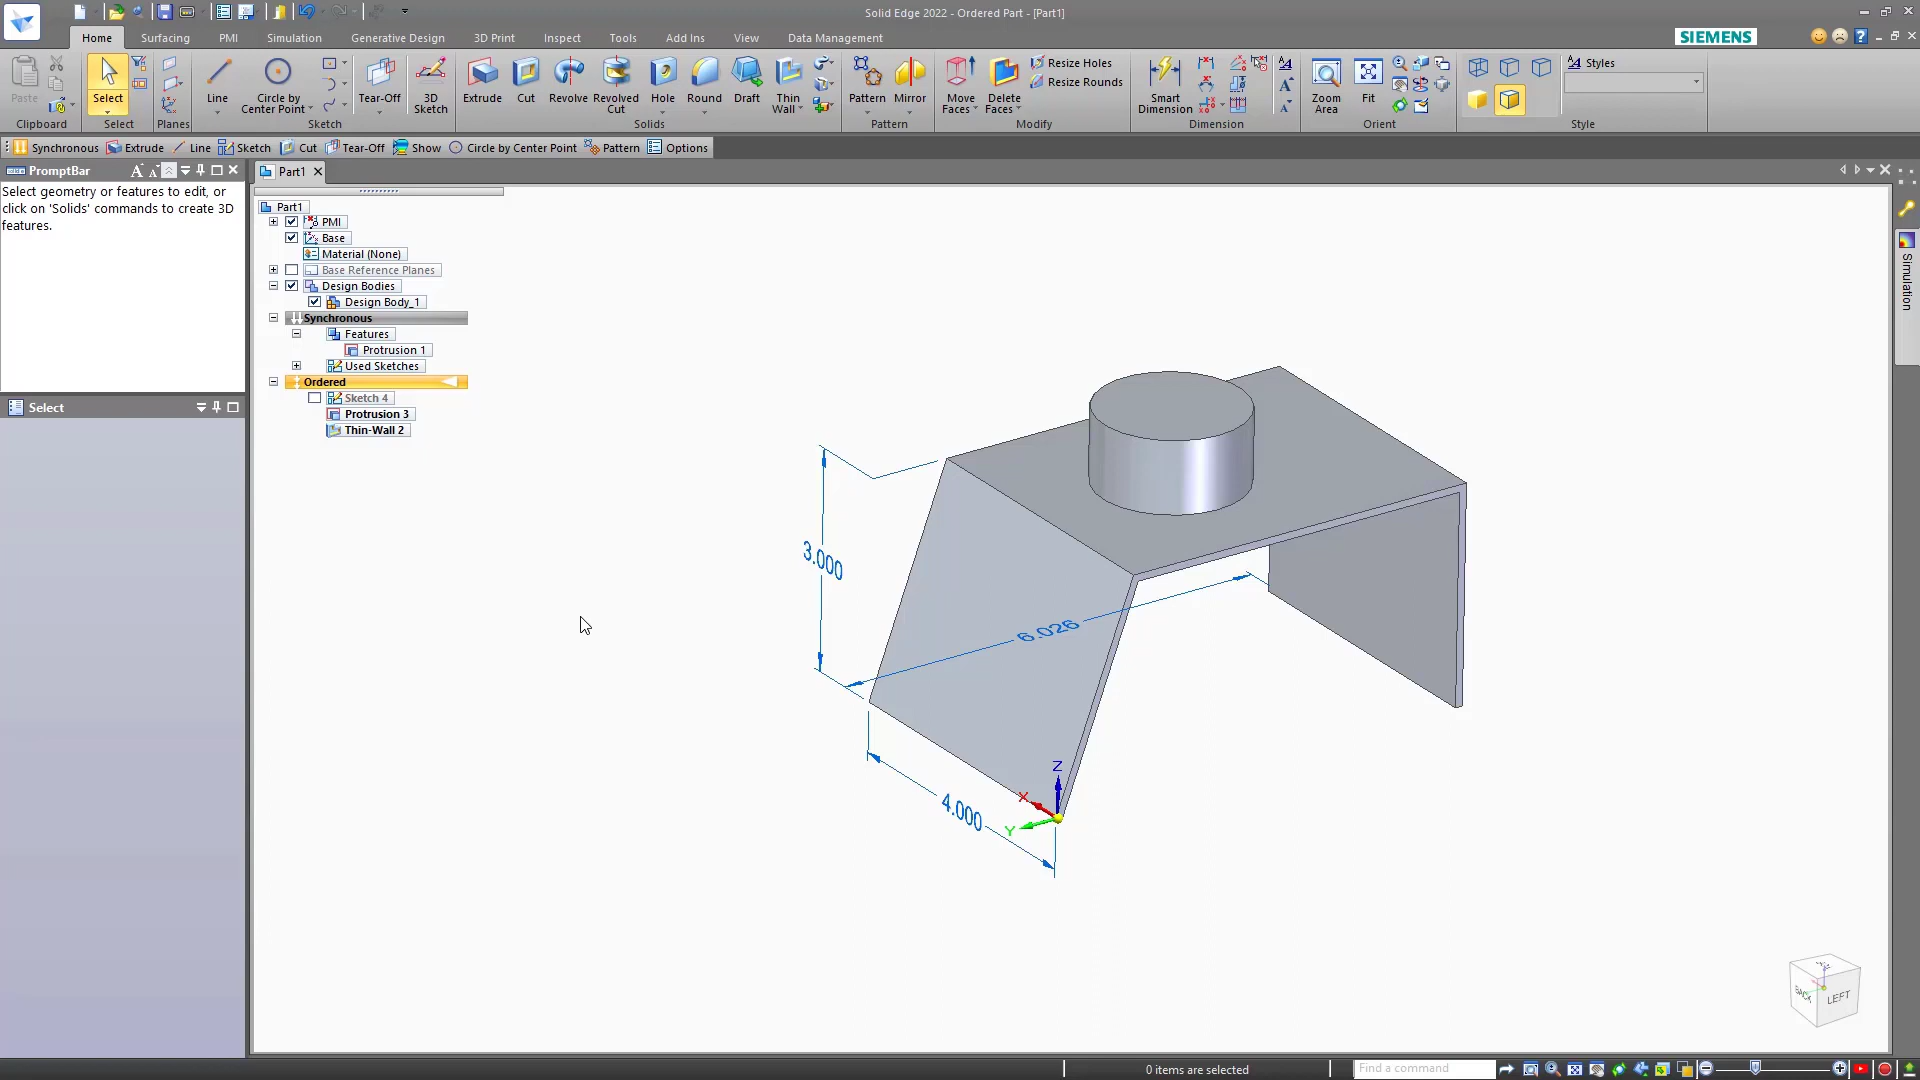 Solid Edge 2022 - Ordered Part - [Part1]
Home Surfacing PMI Simulation Generative Design 3D Print Inspect Tools Add Ins View Data Management
SIEMENS
Paste
Select
Line
Circle by
Center Point
Tear-Off
3D
Sketch
Extrude
Cut
Revolve
Revolved
Cut
Hole
Round
Draft
Thin
Wall
Pattern
Mirror
Move
Faces
Delete
Faces
Resize Holes
Resize Rounds
Smart
Dimension
Zoom
Area
Fit
Styles
Clipboard Select Planes Sketch Solids Pattern Modify Dimension Orient Style
Synchronous Extrude Line Sketch Cut Tear-Off Show Circle by Center Point Pattern Options
PromptBar
Select geometry or features to edit, or
click on 'Solids' commands to create 3D
features.
Select
Part1
Part1
PMI
Base
Material (None)
Base Reference Planes
Design Bodies
Design Body_1
Synchronous
Features
Protrusion 1
Used Sketches
Ordered
Sketch 4
Protrusion 3
Thin-Wall 2
Simulation
3.000
6.026
4.000
Z
X
Y
BACK
LEFT
0 items are selected
Find a command